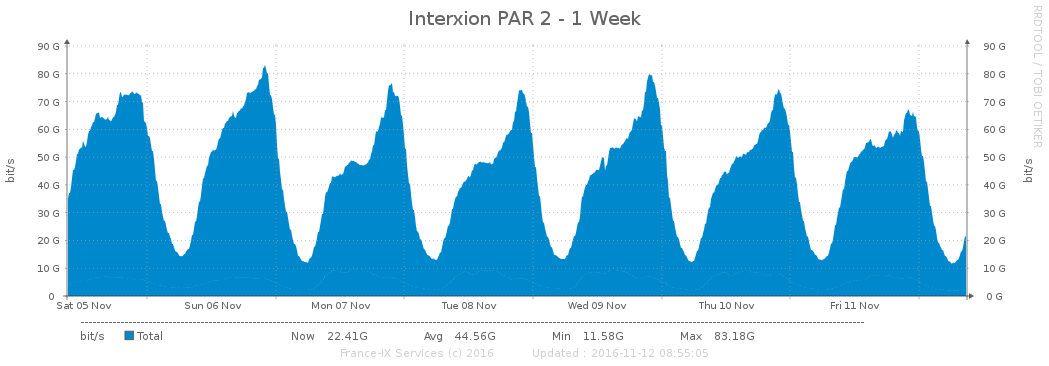 Interxion PAR 2 - 1 Week
RRDTOOL / TOBI OETIKER
90 G 90 G
80 G 80 G
70 G 70 G
60 G 60 G
50 G 50 G
40 G 40 G
30 G 30 G
20 G 20 G
10 G 10 G
0 0 G
bit/s bit/s
Sat 05 Nov Sun 06 Nov Mon 07 Nov Tue 08 Nov Wed 09 Nov Thu 10 Nov Fri 11 Nov
bit/s Total Now 22.41G Avg 44.56G Min 11.58G Max 83.18G
France-IX Services (c) 2016 Updated : 2016-11-12 08:55:05